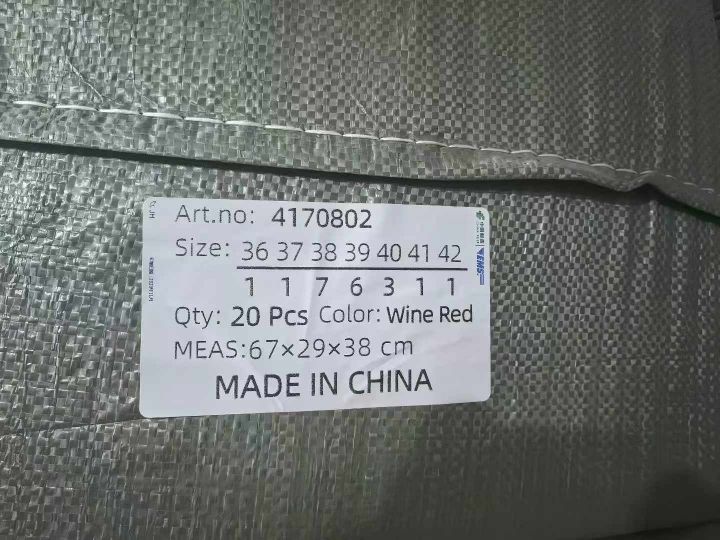 Art.no: 4170802
Size: 36 37 38 39 40 41 42
1 1 7 6 3 1 1
Qty: 20 Pcs Color: Wine Red
MEAS:67×29×38 cm
MADE IN CHINA
EMS